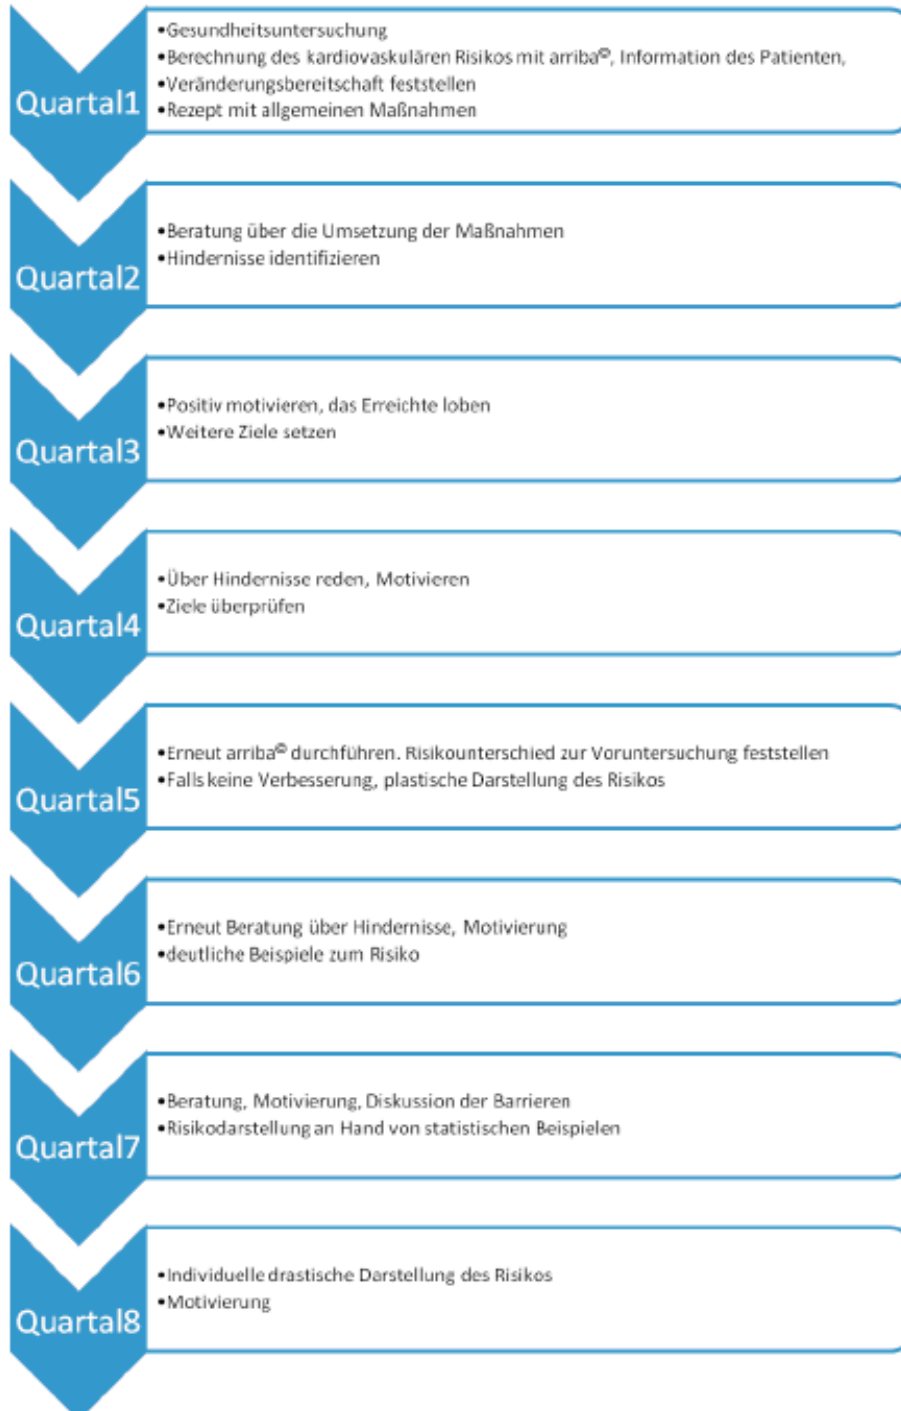 •Gesundheitsuntersuchung
•Berechnung des kardiovaskulären Risikos mit arriba©, Information des Patienten,
•Veränderungsbereitschaft feststellen
•Rezept mit allgemeinen Maßnahmen
Quartal1
•Beratung über die Umsetzung der Maßnahmen
•Hindernisse identifizieren
Quartal2
•Positiv motivieren, das Erreichte loben
•Weitere Ziele setzen
Quartal3
•Über Hindernisse reden, Motivieren
•Ziele überprüfen
Quartal4
•Erneut arriba© durchführen. Risikounterschied zur Voruntersuchung feststellen
•Falls keine Verbesserung, plastische Darstellung des Risikos
Quartal5
•Erneut Beratung über Hindernisse, Motivierung
•deutliche Beispiele zum Risiko
Quartal6
•Beratung, Motivierung, Diskussion der Barrieren
•Risikodarstellung an Hand von statistischen Beispielen
Quartal7
•Individuelle drastische Darstellung des Risikos
•Motivierung
Quartal8